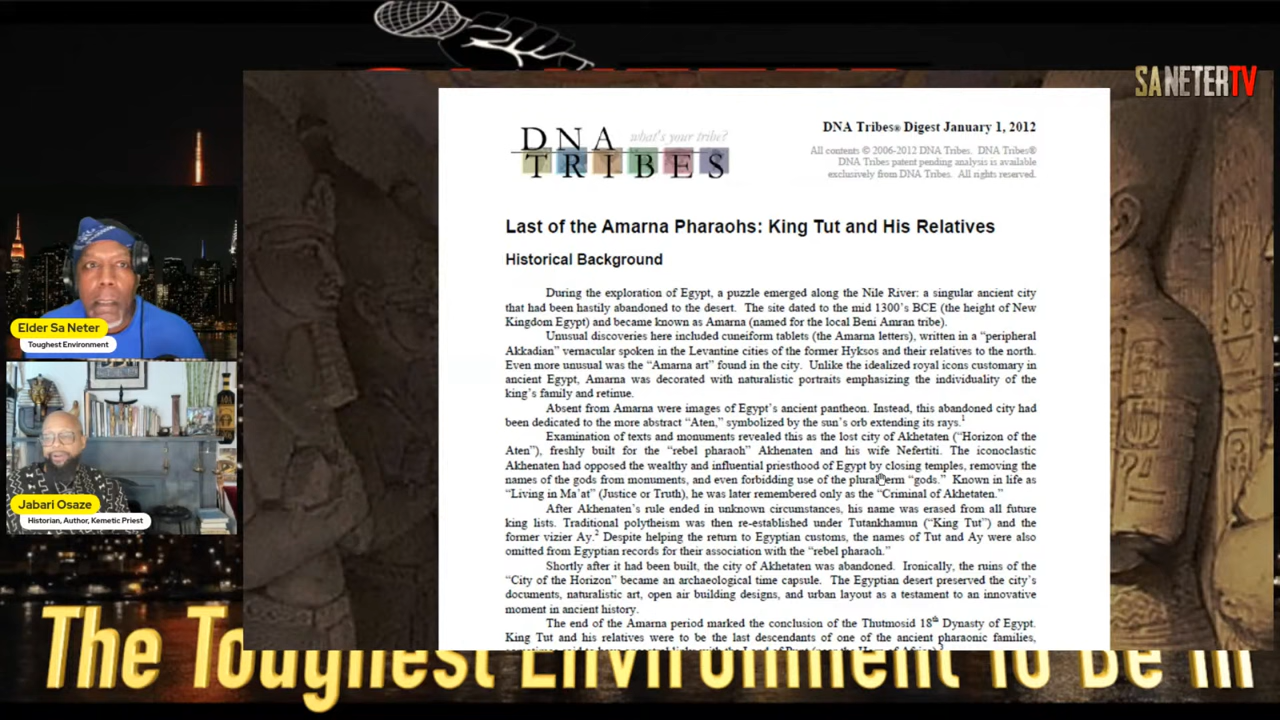 SANETERTV
DNA what's your tribe?
TRIBES
DNA Tribes® Digest January 1, 2012
All contents © 2006-2012 DNA Tribes. DNA Tribes®
DNA Tribes patent pending analysis is available
exclusively from DNA Tribes. All rights reserved.
Last of the Amarna Pharaohs: King Tut and His Relatives
Historical Background
During the exploration of Egypt, a puzzle emerged along the Nile River: a singular ancient city
that had been hastily abandoned to the desert. The site dated to the mid 1300's BCE (the height of New
Kingdom Egypt) and became known as Amarna (named for the local Beni Amran tribe).
Unusual discoveries here included cuneiform tablets (the Amarna letters), written in a "peripheral
Akkadian" vernacular spoken in the Levantine cities of the former Hyksos and their relatives to the north.
Even more unusual was the "Amarna art" found in the city. Unlike the idealized royal icons customary in
ancient Egypt, Amarna was decorated with naturalistic portraits emphasizing the individuality of the
king's family and retinue.
Absent from Amarna were images of Egypt's ancient pantheon. Instead, this abandoned city had
been dedicated to the more abstract "Aten," symbolized by the sun's orb extending its rays.1
Examination of texts and monuments revealed this as the lost city of Akhetaten ("Horizon of the
Aten"), freshly built for the "rebel pharaoh" Akhenaten and his wife Nefertiti. The iconoclastic
Akhenaten had opposed the wealthy and influential priesthood of Egypt by closing temples, removing the
names of the gods from monuments, and even forbidding use of the plural term "gods." Known in life as
"Living in Ma'at" (Justice or Truth), he was later remembered only as the "Criminal of Akhetaten."
After Akhenaten's rule ended in unknown circumstances, his name was erased from all future
king lists. Traditional polytheism was then re-established under Tutankhamun ("King Tut") and the
former vizier Ay.2 Despite helping the return to Egyptian customs, the names of Tut and Ay were also
omitted from Egyptian records for their association with the "rebel pharaoh."
Shortly after it had been built, the city of Akhetaten was abandoned. Ironically, the ruins of the
"City of the Horizon" became an archaeological time capsule. The Egyptian desert preserved the city's
documents, naturalistic art, open air building designs, and urban layout as a testament to an innovative
moment in ancient history.
The end of the Amarna period marked the conclusion of the Thutmosid 18th Dynasty of Egypt.
King Tut and his relatives were to be the last descendants of one of the ancient pharaonic families,
Elder Sa Neter
Toughest Environment
Jabari Osaze
Historian, Author, Kemetic Priest
The Toughest Environment To Be In